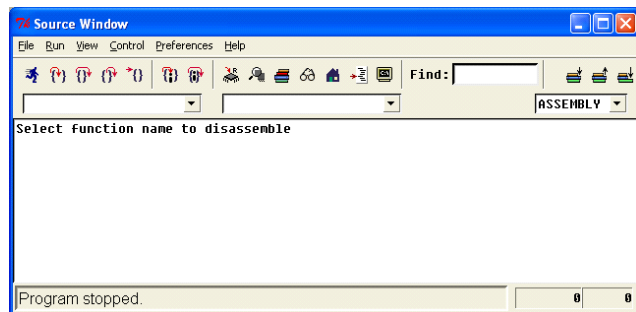 Source Window
File Run View Control Preferences Help
Find:
ASSEMBLY
Select function name to disassemble
Program stopped.
0 0